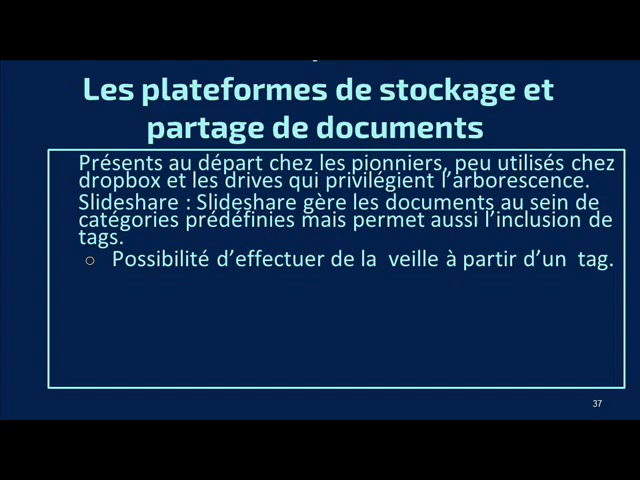 Les plateformes de stockage et
partage de documents
Présents au départ chez les pionniers, peu utilisés chez
dropbox et les drives qui privilégient l'arborescence.
Slideshare : Slideshare gère les documents au sein de
catégories prédéfinies mais permet aussi l'inclusion de
tags.
○ Possibilité d'effectuer de la veille à partir d'un tag.
37